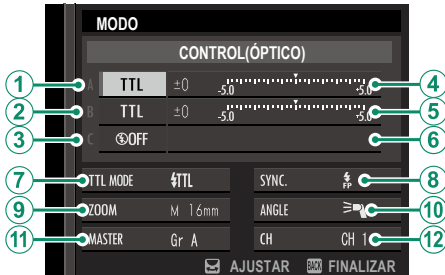 MODO
CONTROL(ÓPTICO)
1 A TTL ±0 -5.0 +5.0 4
2 B TTL ±0 -5.0 +5.0 5
3 C OFF 6
7 TTL MODE TTL SYNC. FP 8
9 ZOOM M 16mm ANGLE 10
11 MASTER Gr A CH CH 1 12
AJUSTAR BACK FINALIZAR